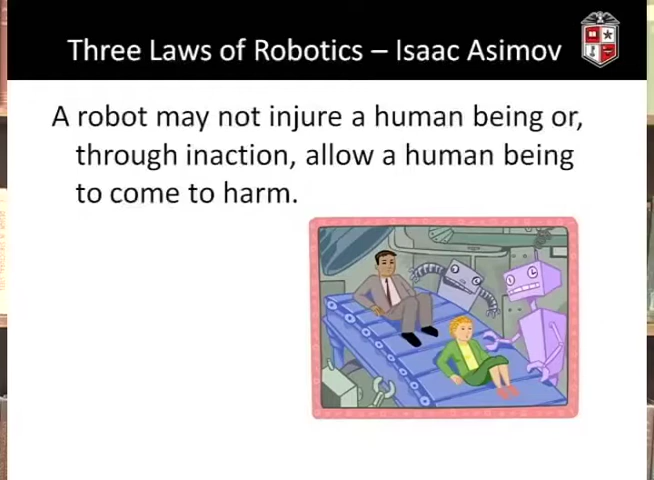 Three Laws of Robotics – Isaac Asimov
A robot may not injure a human being or,
through inaction, allow a human being
to come to harm.